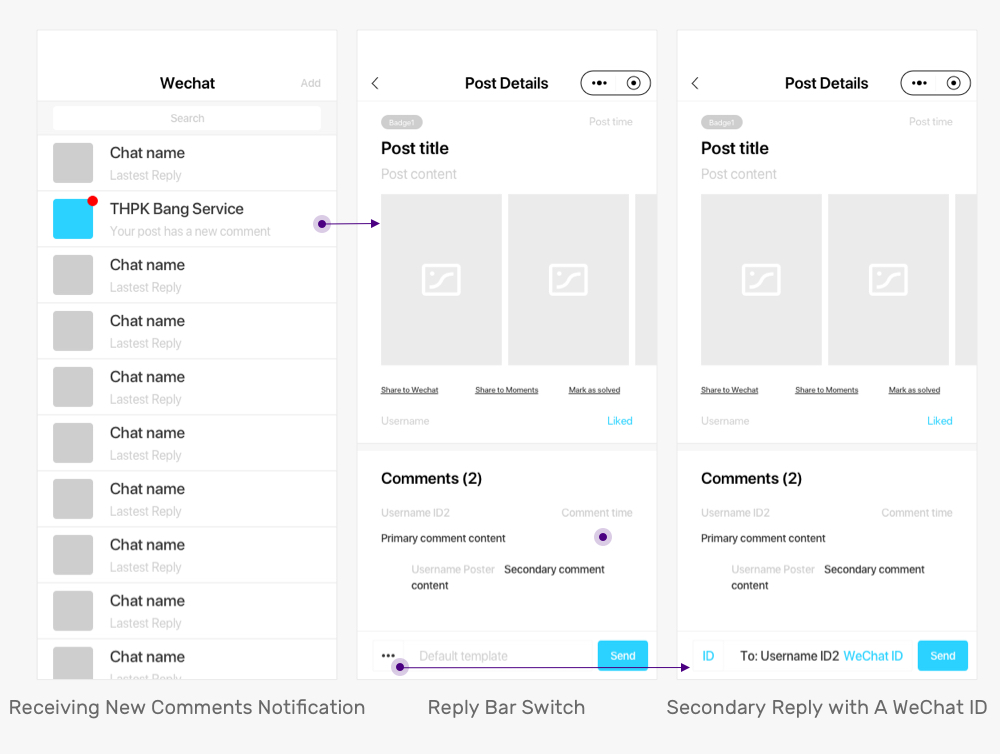 Wechat
Add
Search
Chat name
Lastest Reply
THPK Bang Service
Your post has a new comment
Chat name
Lastest Reply
Chat name
Lastest Reply
Chat name
Lastest Reply
Chat name
Lastest Reply
Chat name
Lastest Reply
Chat name
Lastest Reply
Chat name
Lastest Reply
Chat name
Lastest Reply
Receiving New Comments Notification
Post Details
Badge1
Post time
Post title
Post content
Share to Wechat
Share to Moments
Mark as solved
Username
Liked
Comments (2)
Username ID2
Comment time
Primary comment content
Username Poster Secondary comment
content
Default template
Send
Reply Bar Switch
Post Details
Badge1
Post time
Post title
Post content
Share to Wechat
Share to Moments
Mark as solved
Username
Liked
Comments (2)
Username ID2
Comment time
Primary comment content
Username Poster Secondary comment
content
ID
To: Username ID2 WeChat ID
Send
Secondary Reply with A WeChat ID